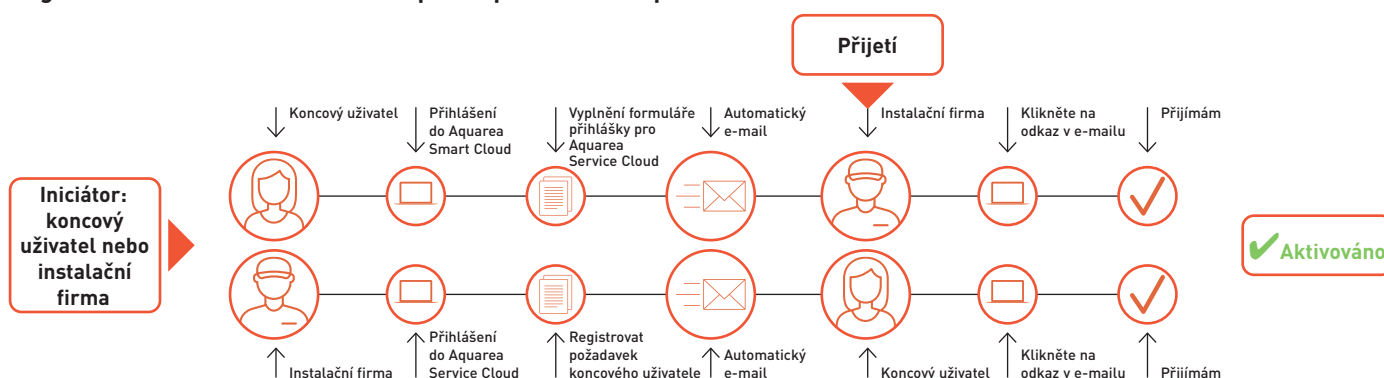 Přijetí
Koncový uživatel
Přihlášení
do Aquarea
Smart Cloud
Vyplnění formuláře
přihlášky pro
Aquarea
Service Cloud
Automatický
e-mail
Instalační firma
Klikněte na
odkaz v e-mailu
Přijímám
Iniciátor:
koncový
uživatel nebo
instalační
firma
Aktivováno
Instalační firma
Přihlášení
do Aquarea
Service Cloud
Registrovat
požadavek
koncového uživatele
Automatický
e-mail
Koncový uživatel
Klikněte na
odkaz v e-mailu
Přijímám